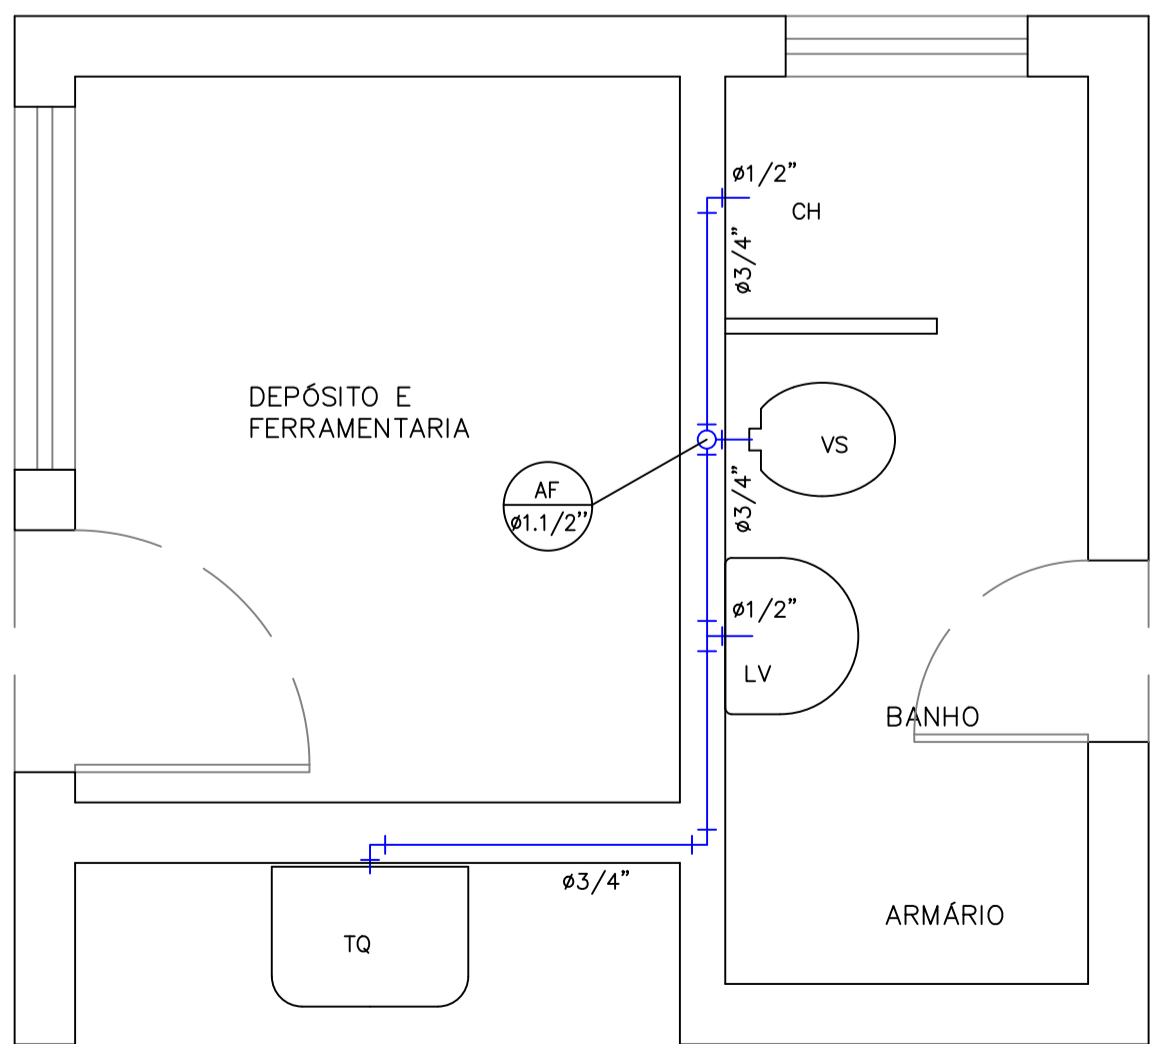 ø1/2"
CH
ø3/4"
DEPÓSITO E
FERRAMENTARIA
VS
AF
ø1.1/2"
ø3/4"
ø1/2"
LV
BANHO
ø3/4"
ARMÁRIO
TQ